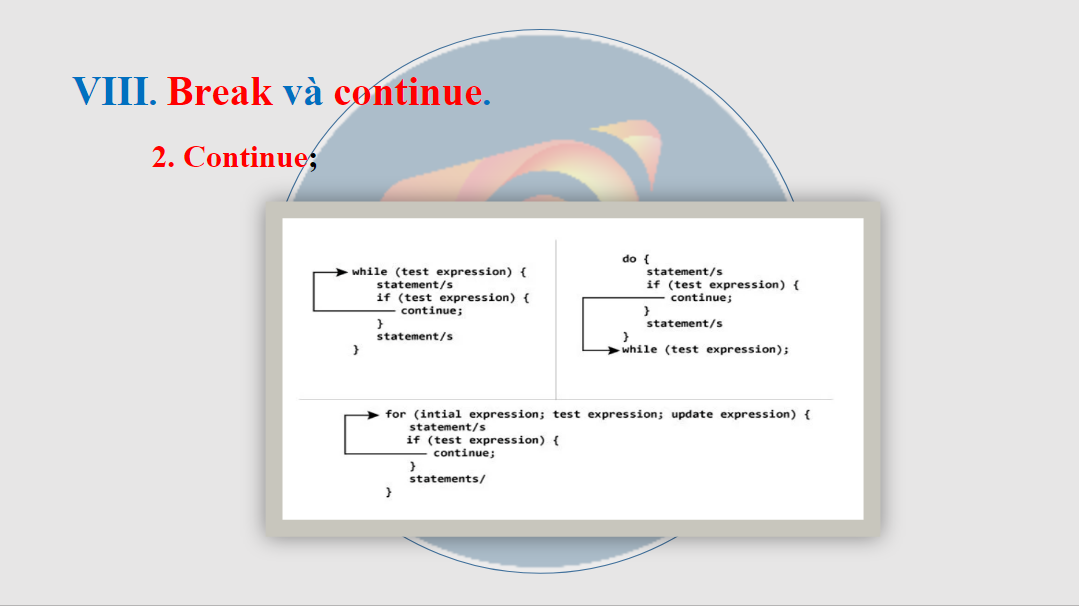 VIII. Break và continue.
2. Continue;
while (test expression) {
statement/s
if (test expression) {
continue;
}
statement/s
}
do {
statement/s
if (test expression) {
continue;
}
statement/s
}
while (test expression);
for (intial expression; test expression; update expression) {
statement/s
if (test expression) {
continue;
}
statements/
}